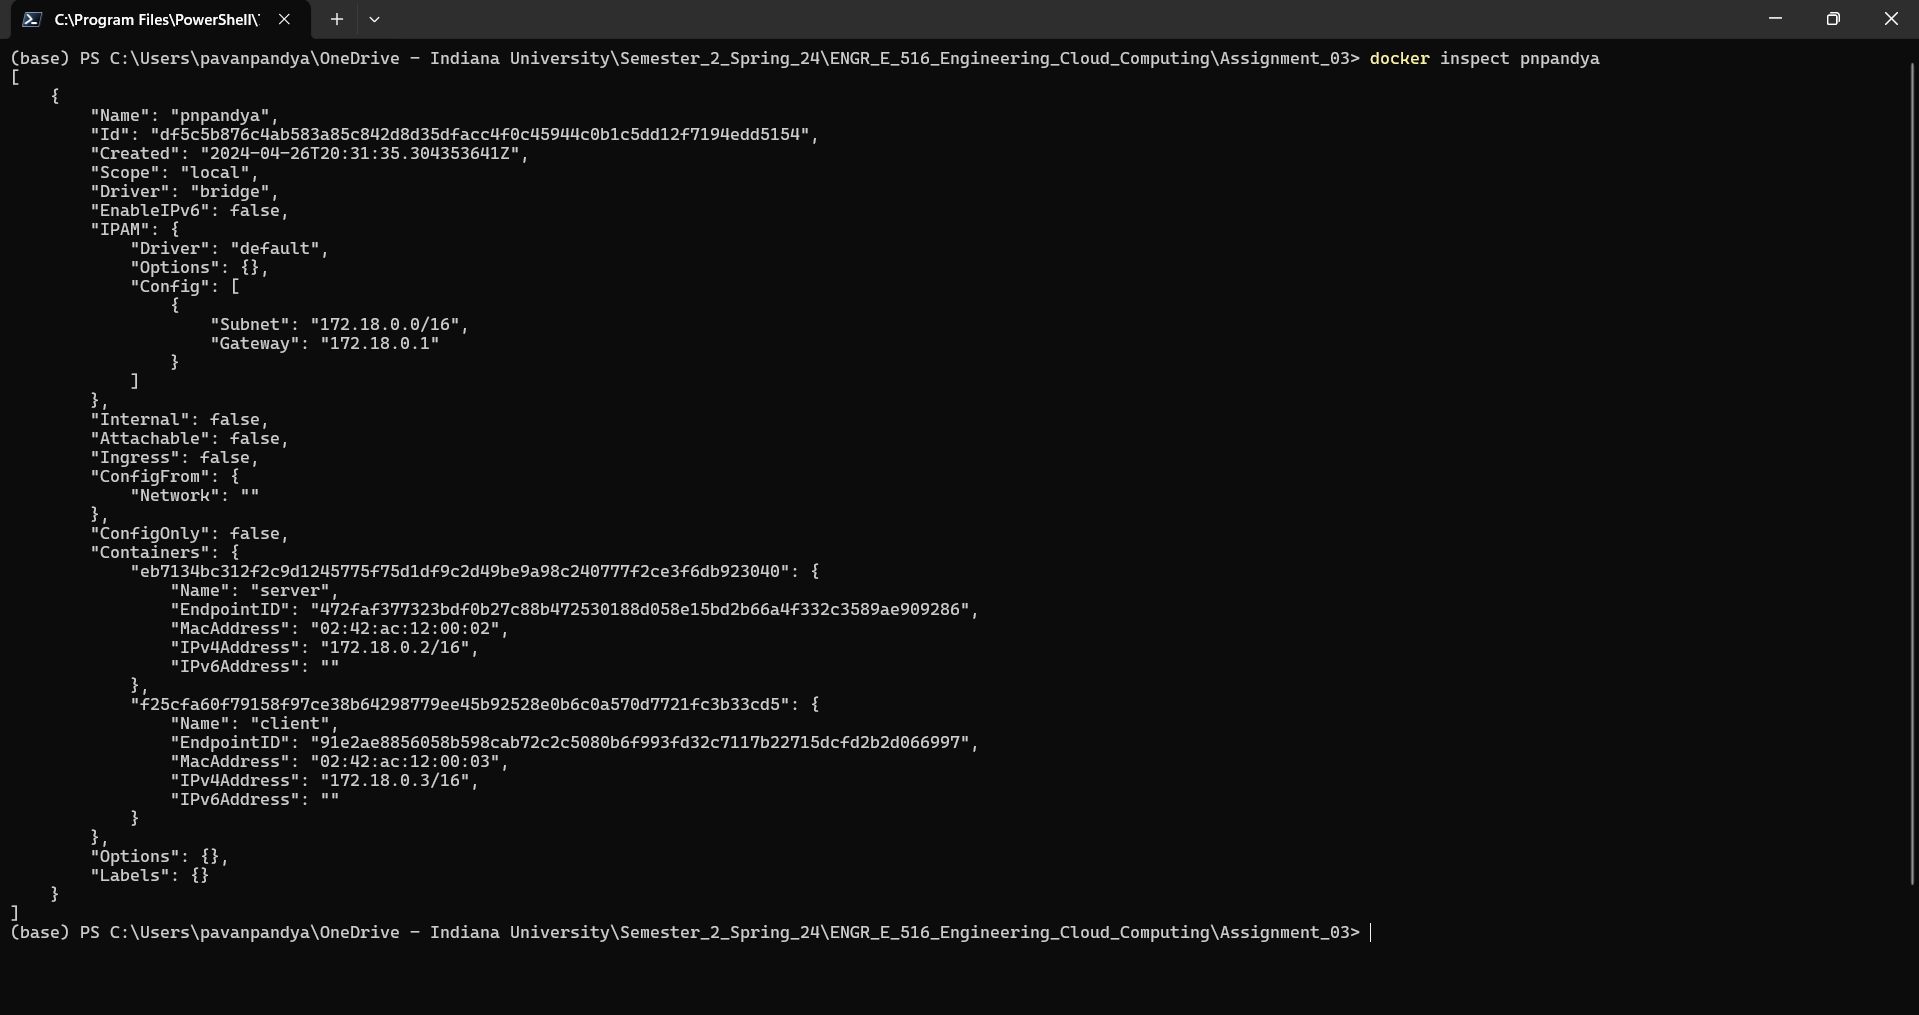 C:\Program Files\PowerShell\
(base) PS C:\Users\pavanpandya\OneDrive - Indiana University\Semester_2_Spring_24\ENGR_E_516_Engineering_Cloud_Computing\Assignment_03> docker inspect pnpandya
[
    {
        "Name": "pnpandya",
        "Id": "df5c5b876c4ab583a85c842d8d35dfacc4f0c45944c0b1c5dd12f7194edd5154",
        "Created": "2024-04-26T20:31:35.304353641Z",
        "Scope": "local",
        "Driver": "bridge",
        "EnableIPv6": false,
        "IPAM": {
            "Driver": "default",
            "Options": {},
            "Config": [
                {
                    "Subnet": "172.18.0.0/16",
                    "Gateway": "172.18.0.1"
                }
            ]
        },
        "Internal": false,
        "Attachable": false,
        "Ingress": false,
        "ConfigFrom": {
            "Network": ""
        },
        "ConfigOnly": false,
        "Containers": {
            "eb7134bc312f2c9d1245775f75d1df9c2d49be9a98c240777f2ce3f6db923040": {
                "Name": "server",
                "EndpointID": "472faf377323bdf0b27c88b472530188d058e15bd2b66a4f332c3589ae909286",
                "MacAddress": "02:42:ac:12:00:02",
                "IPv4Address": "172.18.0.2/16",
                "IPv6Address": ""
            },
            "f25cfa60f79158f97ce38b64298779ee45b92528e0b6c0a570d7721fc3b33cd5": {
                "Name": "client",
                "EndpointID": "91e2ae8856058b598cab72c2c5080b6f993fd32c7117b22715dcfd2b2d066997",
                "MacAddress": "02:42:ac:12:00:03",
                "IPv4Address": "172.18.0.3/16",
                "IPv6Address": ""
            }
        },
        "Options": {},
        "Labels": {}
    }
]
(base) PS C:\Users\pavanpandya\OneDrive - Indiana University\Semester_2_Spring_24\ENGR_E_516_Engineering_Cloud_Computing\Assignment_03>